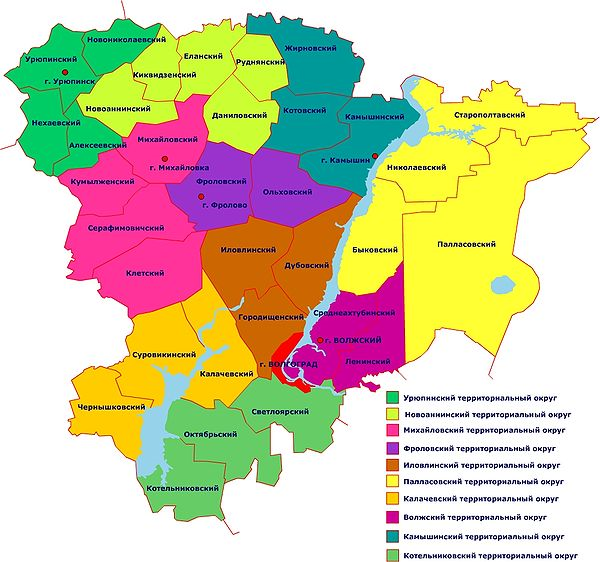 Новониколаевский
Урюпинский
г. Урюпинск
Киквидзенский
Еланский
Руднянский
Жирновский
Новоаннинский
Нехаевский
Алексеевский
Даниловский
Котовский
Камышинский
Старополтавский
Михайловский
г. Михайловка
г. Камышин
Николаевский
Кумылженский
Фроловский
г. Фролово
Ольховский
Серафимовичский
Клетский
Иловлинский
Дубовский
Быковский
Палласовский
Городищенский
Среднеахтубинский
г. ВОЛЖСКИЙ
г. ВОЛГОГРАД
Ленинский
Суровикинский
Калачевский
Чернышковский
Светлоярский
Октябрьский
Котельниковский
Урюпинский территориальный округ
Новоаннинский территориальный округ
Михайловский территориальный округ
Фроловский территориальный округ
Иловлинский территориальный округ
Палласовский территориальный округ
Калачевский территориальный округ
Волжский территориальный округ
Камышинский территориальный округ
Котельниковский территориальный округ